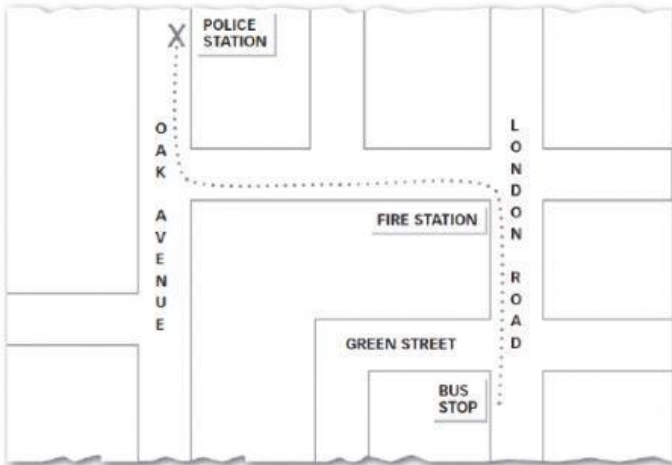 POLICE
STATION
OAK AVENUE
LONDON ROAD
FIRE STATION
GREEN STREET
BUS
STOP